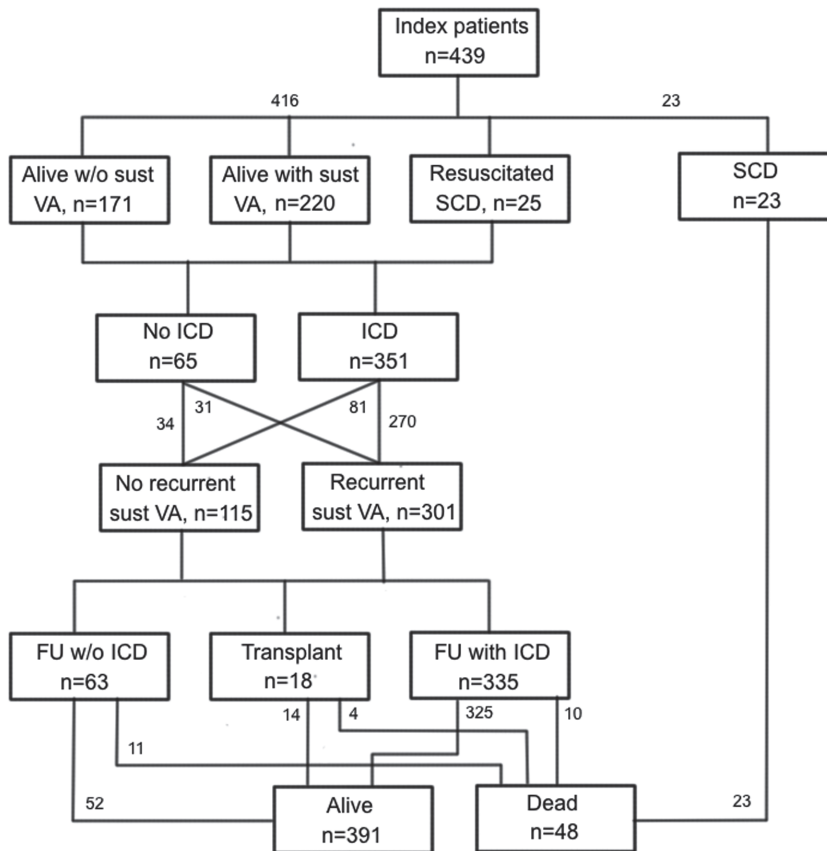 Index patients
n=439
416
23
Alive w/o sust
VA, n=171
Alive with sust
VA, n=220
Resuscitated
SCD, n=25
SCD
n=23
No ICD
n=65
ICD
n=351
34
31
81
270
No recurrent
sust VA, n=115
Recurrent
sust VA, n=301
FU w/o ICD
n=63
Transplant
n=18
FU with ICD
n=335
14
4
325
10
11
52
23
Alive
n=391
Dead
n=48